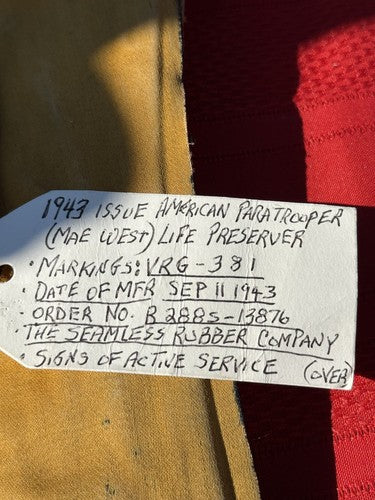 1943 ISSUE AMERICAN PARATROOPER
(MAE WEST) LIFE PRESERVER
• MARKINGS: VRG-381
• DATE OF MFR SEP 11 1943
• ORDER NO. B288S-13876
• THE SEAMLESS RUBBER COMPANY
• SIGNS OF ACTIVE SERVICE (OVER)